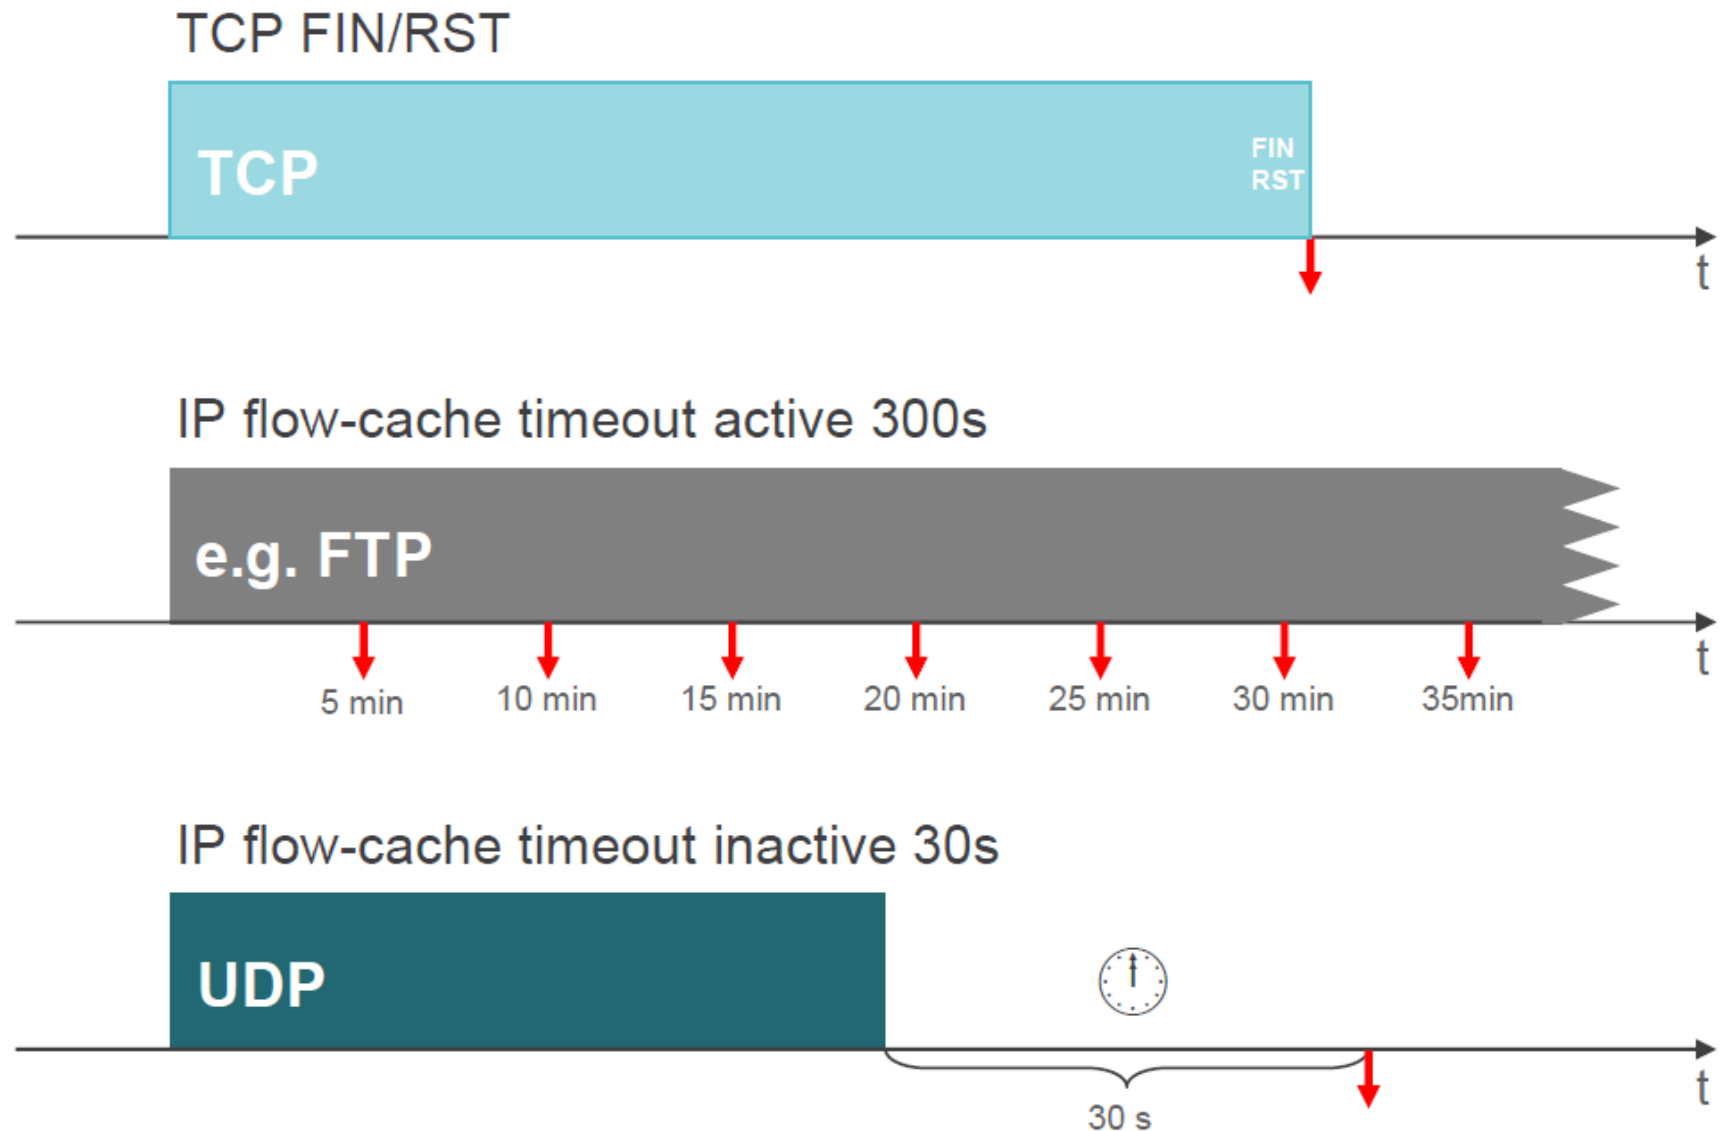 TCP FIN/RST
TCP
FIN
RST
t
IP flow-cache timeout active 300s
e.g. FTP
t
5 min 10 min 15 min 20 min 25 min 30 min 35min
IP flow-cache timeout inactive 30s
UDP
t
30 s